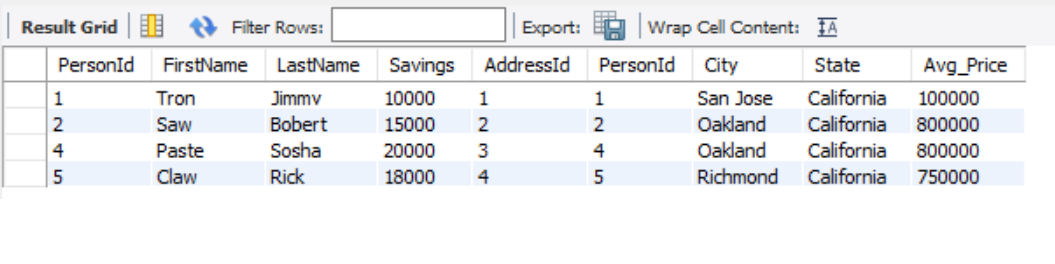 Result Grid Filter Rows: Export: Wrap Cell Content: IA
PersonId FirstName LastName Savings AddressId PersonId City State Avg_Price
1 Tron Jimmv 10000 1 1 San Jose California 100000
2 Saw Bobert 15000 2 2 Oakland California 800000
4 Paste Sosha 20000 3 4 Oakland California 800000
5 Claw Rick 18000 4 5 Richmond California 750000